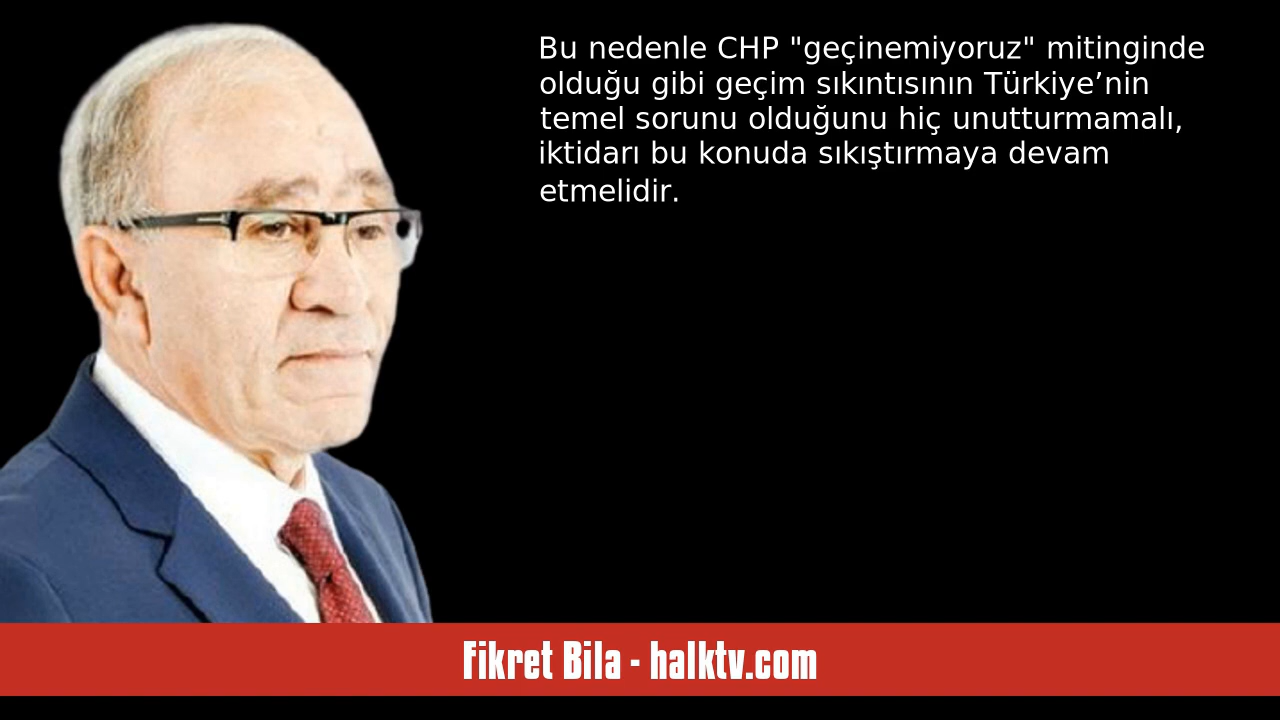 Bu nedenle CHP "geçinemiyoruz" mitinginde
olduğu gibi geçim sıkıntısının Türkiye’nin
temel sorunu olduğunu hiç unutturmamalı,
iktidarı bu konuda sıkıştırmaya devam
etmelidir.
Fikret Bila - halktv.com